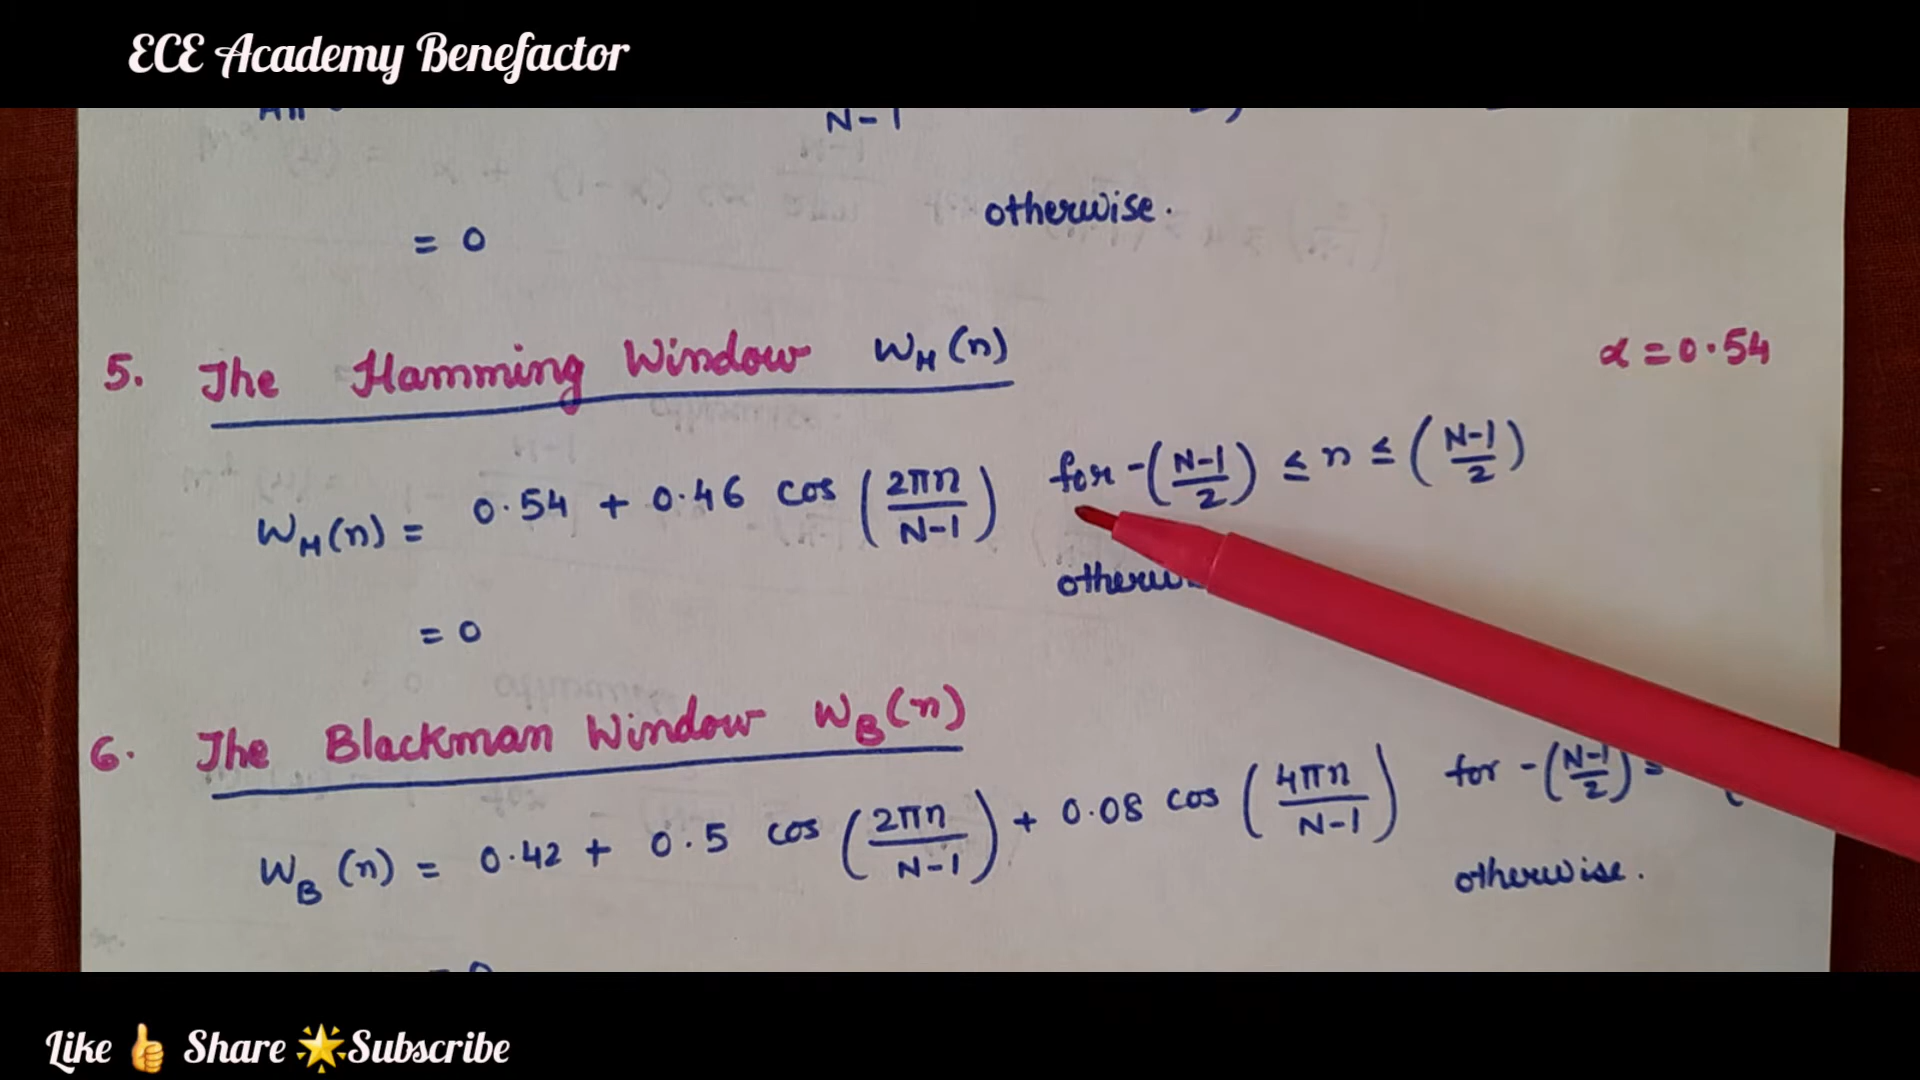 ECE Academy Benefactor
N-1
= 0 otherwise.
5. The Hamming Window W_H(n) α = 0.54
W_H(n) = 0.54 + 0.46 cos (2πn / N-1) for -(N-1 / 2) ≤ n ≤ (N-1 / 2)
= 0
6. The Blackman Window W_B(n)
W_B(n) = 0.42 + 0.5 cos (2πn / N-1) + 0.08 cos (4πn / N-1) for -(N-1 / 2)
otherwise.
Like 👍 Share 🌟Subscribe